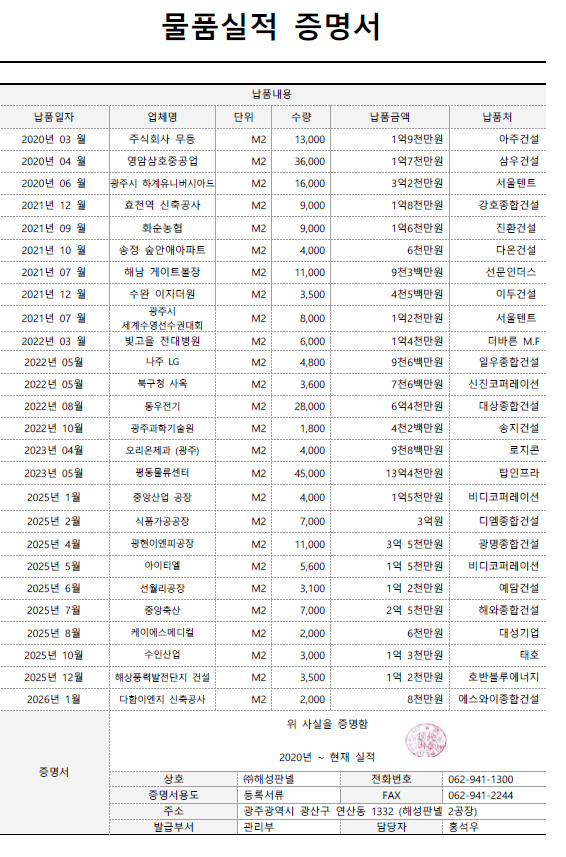 물품실적 증명서
납품내용
납품일자 업체명 단위 수량 납품금액 납품처
2020년 03 월 주식회사 무등 M2 13,000 1억9천만원 아주건설
2020년 04 월 영암삼호중공업 M2 36,000 1억7천만원 삼우건설
2020년 06 월 광주시 하계유니버시아드 M2 16,000 3억2천만원 서울텐트
2021년 12 월 효천역 신축공사 M2 9,000 1억8천만원 강호종합건설
2021년 09 월 화순농협 M2 9,000 1억6천만원 진환건설
2021년 10 월 송정 숲안애아파트 M2 4,000 6천만원 다온건설
2021년 07 월 해남 게이트볼장 M2 11,000 9천3백만원 선문인더스
2021년 12 월 수완 이지더원 M2 3,500 4천5백만원 이두건설
2021년 07 월 광주시 세계수영선수권대회 M2 8,000 1억2천만원 서울텐트
2022년 03 월 빛고을 전대병원 M2 6,000 1억4천만원 더바른 M.F
2022년 05월 나주 LG M2 4,800 9천6백만원 일우종합건설
2022년 05월 북구청 사옥 M2 3,600 7천6백만원 신진코퍼레이션
2022년 08월 동우전기 M2 28,000 6억4천만원 대상종합건설
2022년 10월 광주과학기술원 M2 1,800 4천2백만원 송지건설
2023년 04월 오리온제과 (광주) M2 4,000 9천8백만원 로지콘
2023년 05월 평동물류센터 M2 45,000 13억4천만원 탑인프라
2025년 1월 중앙산업 공장 M2 4,000 1억5천만원 비디코퍼레이션
2025년 2월 식품가공공장 M2 7,000 3억원 디엠종합건설
2025년 4월 광현이엔피공장 M2 11,000 3억 5천만원 광명종합건설
2025년 5월 아이티엘 M2 5,600 1억 5천만원 비디코퍼레이션
2025년 6월 선월리공장 M2 3,100 1억 2천만원 예담건설
2025년 7월 중앙축산 M2 7,000 2억 5천만원 해와종합건설
2025년 8월 케이에스메디컬 M2 2,000 6천만원 대성기업
2025년 10월 수인산업 M2 3,000 1억 3천만원 태호
2025년 12월 해상풍력발전단지 건설 M2 3,500 1억 2천만원 호반블루에너지
2026년 1월 다함이엔지 신축공사 M2 2,000 8천만원 에스와이종합건설
증명서
위 사실을 증명함
2020년 ~ 현재 실적
상호 ㈜해성판넬 전화번호 062-941-1300
증명서용도 등록서류 FAX 062-941-2244
주소 광주광역시 광산구 연산동 1332 (해성판넬 2공장)
발급부서 관리부 담당자 홍석우